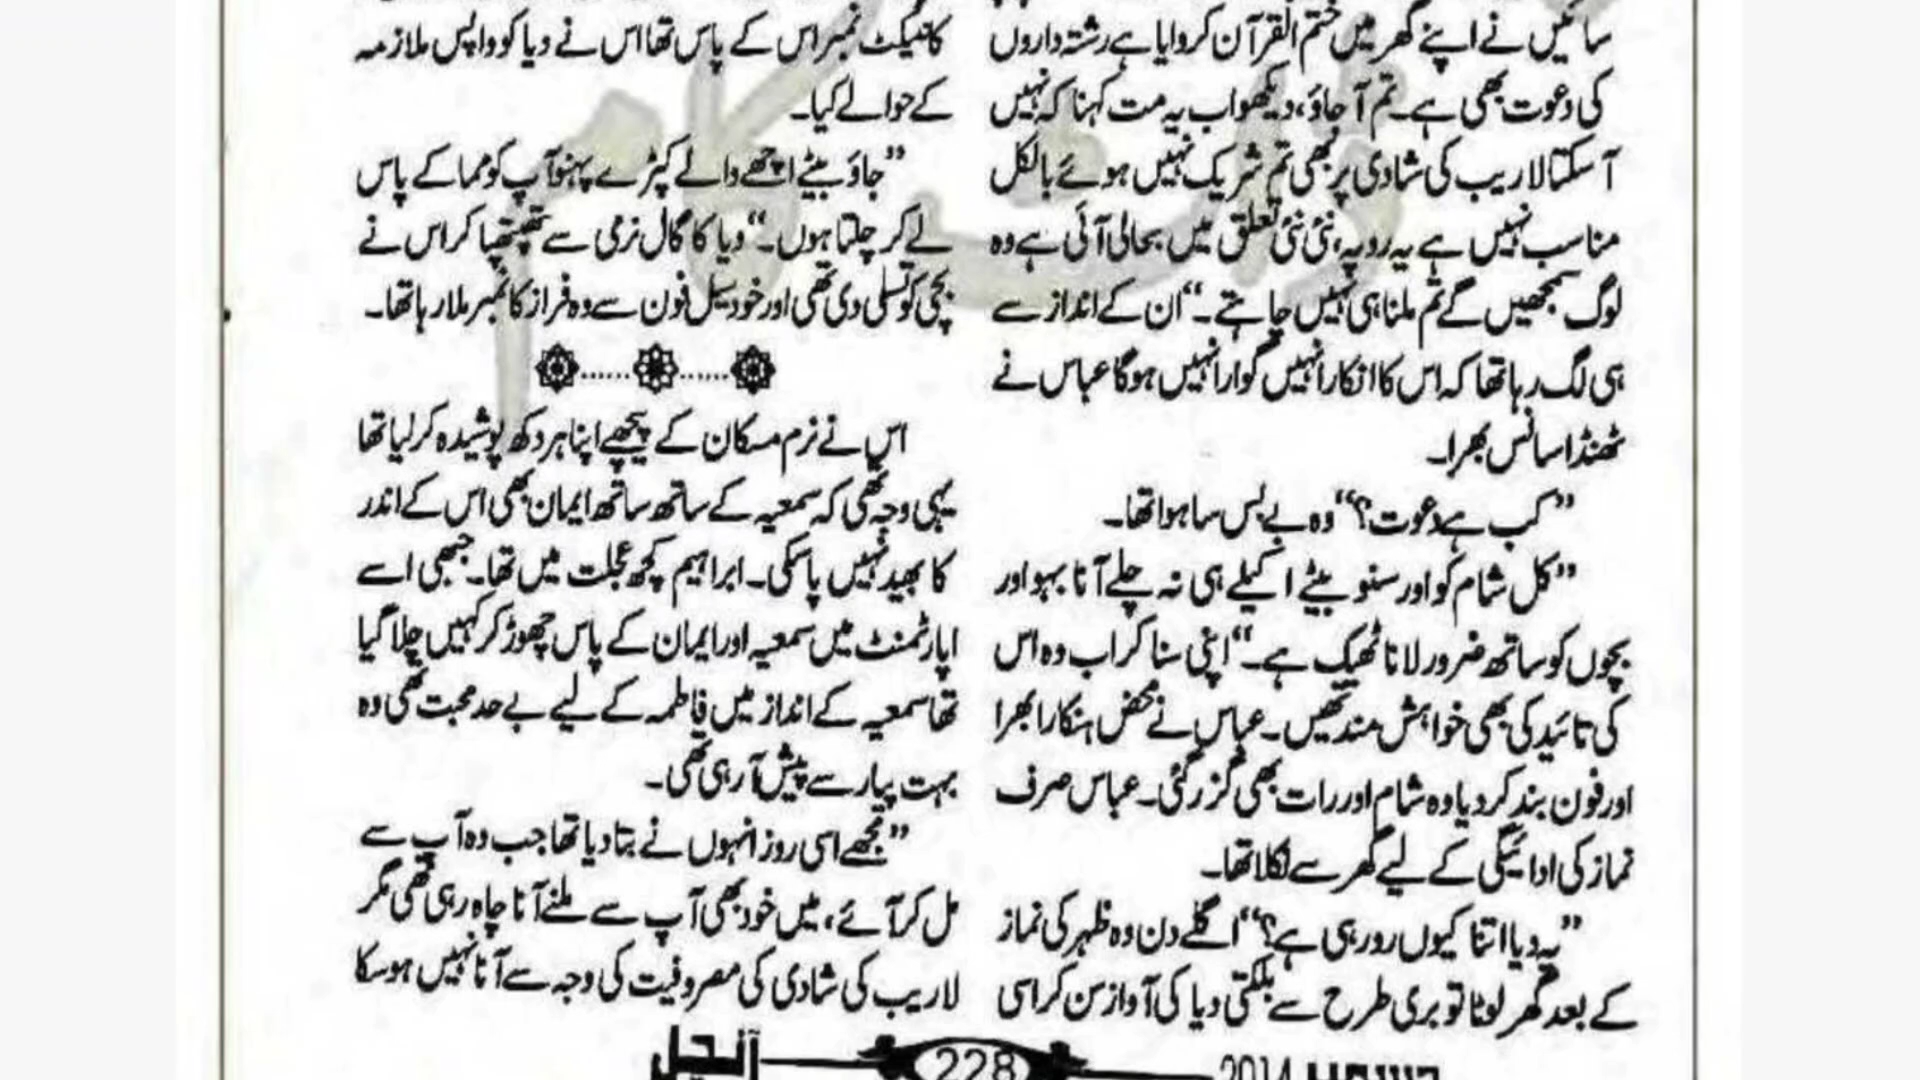 سائیں نے اپنے گھر میں ختم القرآن کروایا ہے رشتہ داروں
کی دعوت بھی ہے۔ تم آ جاؤ، دیکھو اب یہ مت کہنا کہ نہیں
آ سکتا لاریب کی شادی پر بھی تم شریک نہیں ہوئے بالکل
مناسب نہیں ہے یہ رویہ، نئی نئی تعلق میں بحالی آئی ہے وہ
لوگ سمجھیں گے تم ملنا ہی نہیں چاہتے۔“ ان کے انداز سے
ہی لگ رہا تھا کہ اس کا انکار انہیں گوارا نہیں ہوگا عباس نے
ٹھنڈا سانس بھرا۔
”کب ہے دعوت؟“ وہ بے بس سا ہوا تھا۔
”کل شام کو اور سنو بیٹے اکیلے ہی نہ چلے آنا بہو اور
بچوں کو ساتھ ضرور لانا ٹھیک ہے۔“ اپنی سنا کر اب وہ اس
کی تائید کی بھی خواہش مند تھیں۔ عباس نے محض ہنکارا بھرا
اور فون بند کر دیا وہ شام اور رات بھی گزر گئی۔ عباس صرف
نماز کی ادائیگی کے لیے گھر سے نکلا تھا۔
”یہ دیا اتنا کیوں رو رہی ہے؟“ اگلے دن وہ ظہر کی نماز
کے بعد گھر لوٹا تو بری طرح سے بلکتی دیا کی آواز سن کر اسی
کانٹیکٹ نمبر اس کے پاس تھا اس نے دیا کو واپس ملازمہ
کے حوالے کیا۔
”جاؤ بیٹے اچھے والے کپڑے پہنو آپ کو مما کے پاس
لے کر چلتا ہوں۔“ دیا کا گال نرمی سے تھپتھپا کر اس نے
بچی کو تسلی دی تھی اور خود سیل فون سے وہ فراز کا نمبر ملا رہا تھا۔
اس نے نرم مسکان کے پیچھے اپنا ہر دکھ پوشیدہ کر لیا تھا
یہی وجہ تھی کہ سمعیہ کے ساتھ ساتھ ایمان بھی اس کے اندر
کا بھید نہیں پا سکی۔ ابراہیم کچھ عجلت میں تھا۔ جبھی اسے
اپارٹمنٹ میں سمعیہ اور ایمان کے پاس چھوڑ کر کہیں چلا گیا
تھا سمعیہ کے انداز میں فاطمہ کے لیے بے حد محبت تھی وہ
بہت پیار سے پیش آ رہی تھی۔
”مجھے اسی روز انہوں نے بتا دیا تھا جب وہ آپ سے
مل کر آئے، میں خود بھی آپ سے ملنے آنا چاہ رہی تھی مگر
لاریب کی شادی کی مصروفیت کی وجہ سے آنا نہیں ہو سکا
2014 228 آنچل